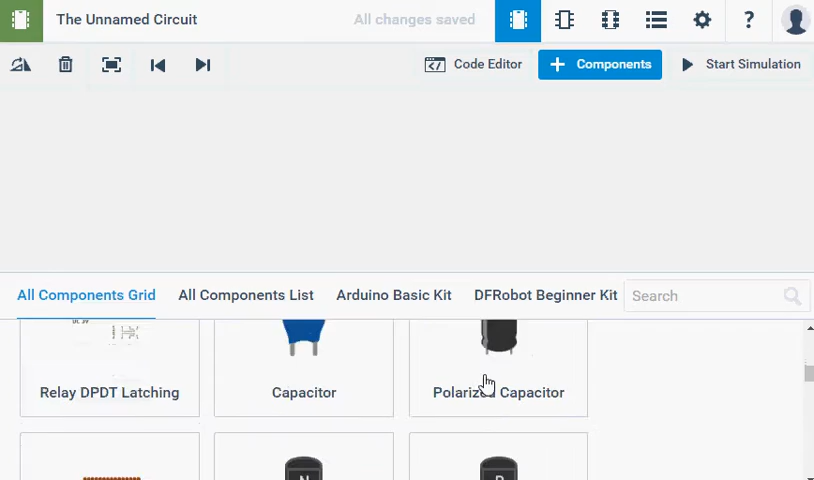 The Unnamed Circuit
All changes saved
?
Code Editor
+ Components
Start Simulation
All Components Grid
All Components List
Arduino Basic Kit
DFRobot Beginner Kit
Search
Relay DPDT Latching
Capacitor
Polarized Capacitor
N
P